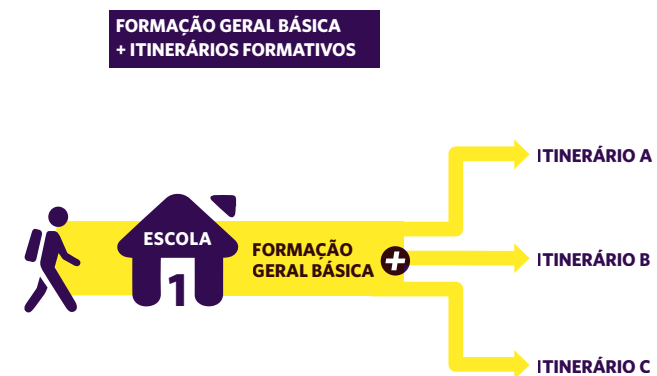 FORMAÇÃO GERAL BÁSICA
+ ITINERÁRIOS FORMATIVOS
ITINERÁRIO A
ESCOLA
1
FORMAÇÃO
GERAL BÁSICA
+
ITINERÁRIO B
ITINERÁRIO C